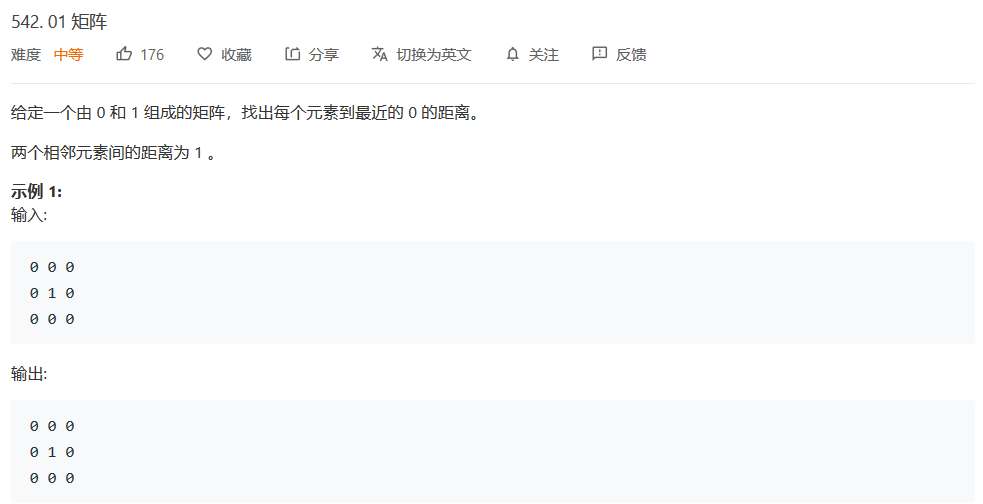 542. 01 矩阵
难度 中等 176 收藏 分享 切换为英文 关注 反馈
给定一个由 0 和 1 组成的矩阵，找出每个元素到最近的 0 的距离。
两个相邻元素间的距离为 1 。
示例 1:
输入:
0 0 0
0 1 0
0 0 0
输出:
0 0 0
0 1 0
0 0 0